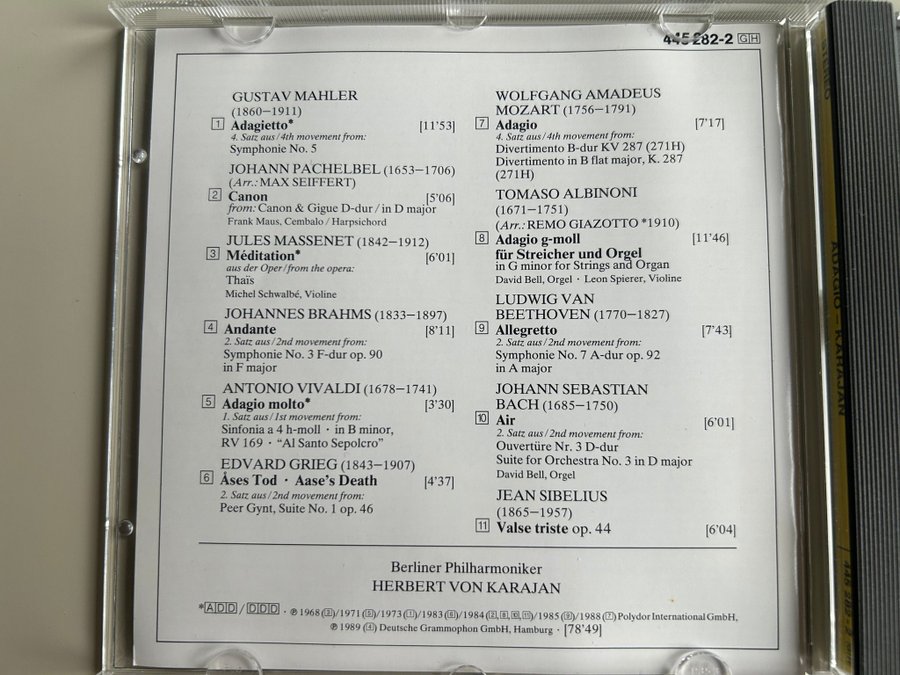 445 282-2 GH
GUSTAV MAHLER
(1860–1911)
1 Adagietto* [11'53]
4. Satz aus/4th movement from:
Symphonie No. 5
JOHANN PACHELBEL (1653–1706)
(Arr.: MAX SEIFFERT)
2 Canon [5'06]
from: Canon & Gigue D-dur / in D major
Frank Maus, Cembalo / Harpsichord
JULES MASSENET (1842–1912)
3 Méditation* [6'01]
aus der Oper/from the opera:
Thaïs
Michel Schwalbé, Violine
JOHANNES BRAHMS (1833–1897)
4 Andante [8'11]
2. Satz aus/2nd movement from:
Symphonie No. 3 F-dur op. 90
in F major
ANTONIO VIVALDI (1678–1741)
5 Adagio molto* [3'30]
1. Satz aus/1st movement from:
Sinfonia a 4 h-moll · in B minor,
RV 169 · “Al Santo Sepolcro”
EDVARD GRIEG (1843–1907)
6 Åses Tod · Aase's Death [4'37]
2. Satz aus/2nd movement from:
Peer Gynt, Suite No. 1 op. 46
WOLFGANG AMADEUS
MOZART (1756–1791)
7 Adagio [7'17]
4. Satz aus/4th movement from:
Divertimento B-dur KV 287 (271H)
Divertimento in B flat major, K. 287
(271H)
TOMASO ALBINONI
(1671–1751)
(Arr.: REMO GIAZOTTO *1910)
8 Adagio g-moll [11'46]
für Streicher und Orgel
in G minor for Strings and Organ
David Bell, Orgel · Leon Spierer, Violine
LUDWIG VAN
BEETHOVEN (1770–1827)
9 Allegretto [7'43]
2. Satz aus/2nd movement from:
Symphonie No. 7 A-dur op. 92
in A major
JOHANN SEBASTIAN
BACH (1685–1750)
10 Air [6'01]
2. Satz aus/2nd movement from:
Ouvertüre Nr. 3 D-dur
Suite for Orchestra No. 3 in D major
David Bell, Orgel
JEAN SIBELIUS
(1865–1957)
11 Valse triste op. 44 [6'04]
Berliner Philharmoniker
HERBERT VON KARAJAN
*ADD / DDD · ℗ 1968 (3)/1971 (5)/1973 (1)/1983 (6)/1984 (2, 8, 10, 11)/1985 (9)/1988 (7) Polydor International GmbH,
℗ 1989 (4) Deutsche Grammophon GmbH, Hamburg · [78'49]
ADAGIO – KARAJAN
445 282-2